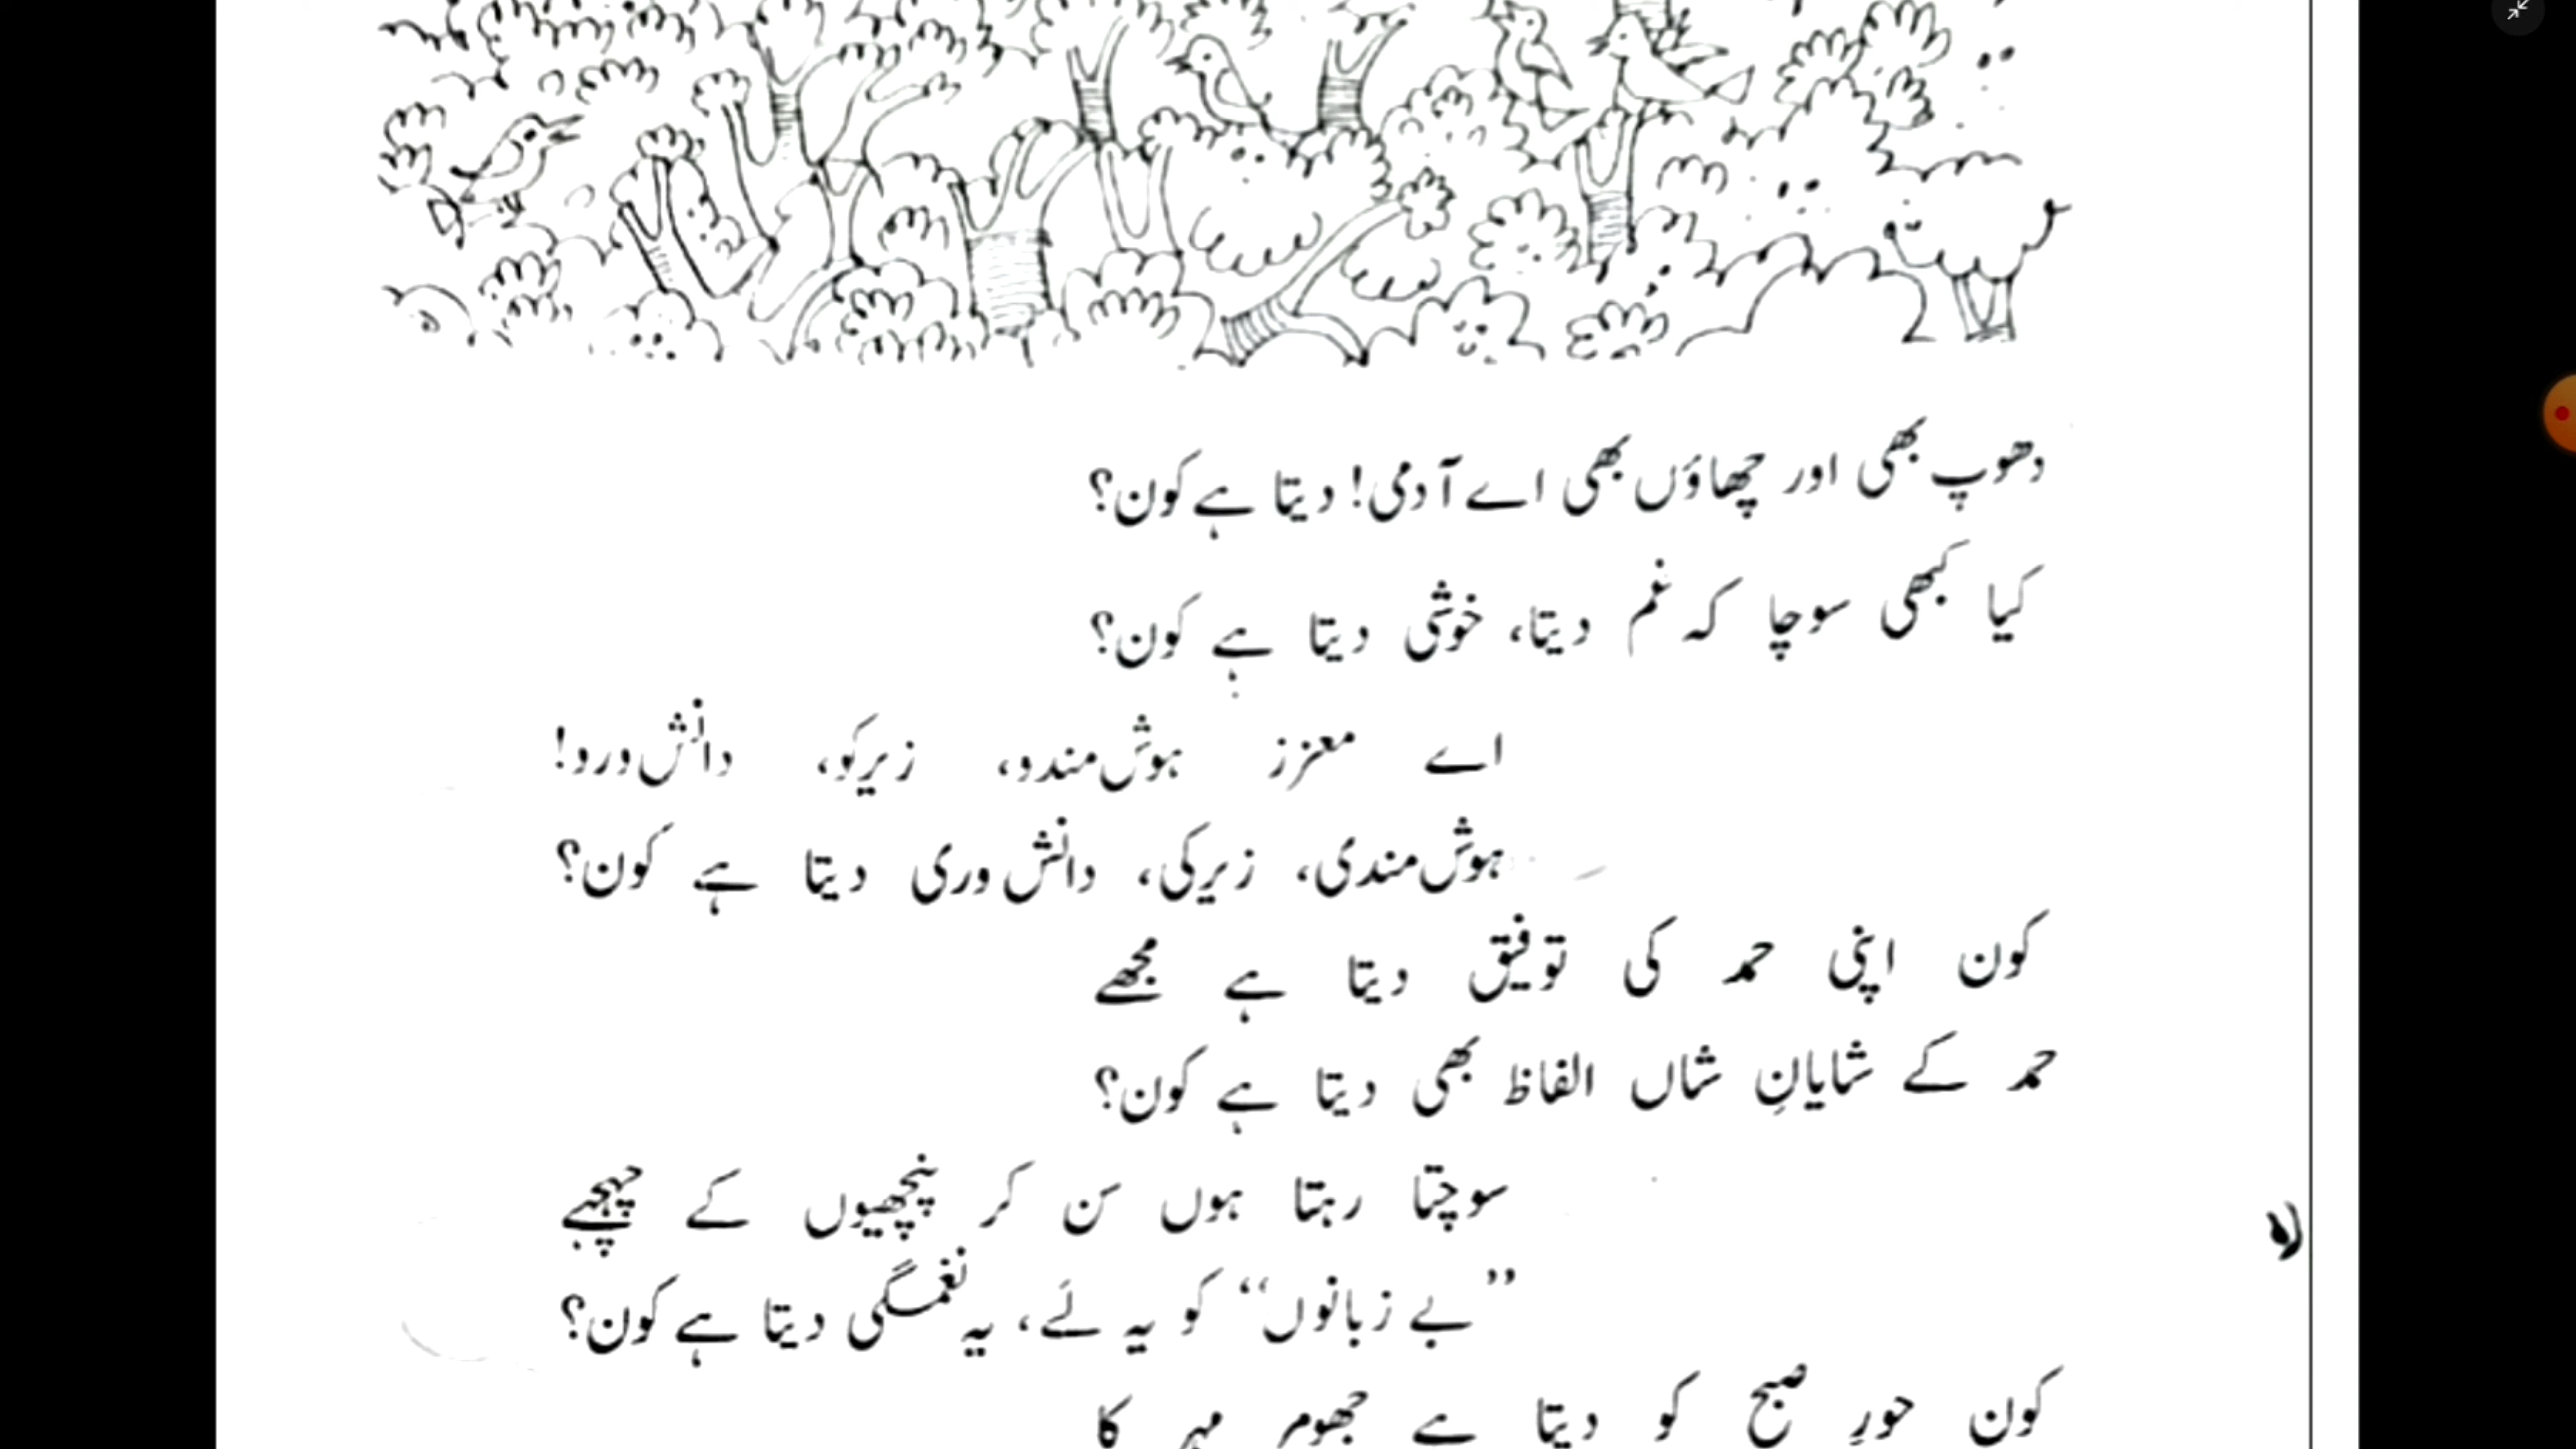 دھوپ بھی اور چھاؤں بھی اے آدمی! دیتا ہے کون؟
کیا کبھی سوچا کہ غم دیتا، خوشی دیتا ہے کون؟
اے معزز ہوش مندو، زیرکو، دانش ورو!
ہوش مندی، زیرکی، دانش وری دیتا ہے کون؟
کون اپنی حمد کی توفیق دیتا ہے مجھے
حمد کے شایانِ شاں الفاظ بھی دیتا ہے کون؟
سوچتا رہتا ہوں سن کر پنچھیوں کے چہچہے
”بے زبانوں“ کو یہ لَے، یہ نغمگی دیتا ہے کون؟
کون حورِ صبح کو دیتا ہے جھومر مہر کا